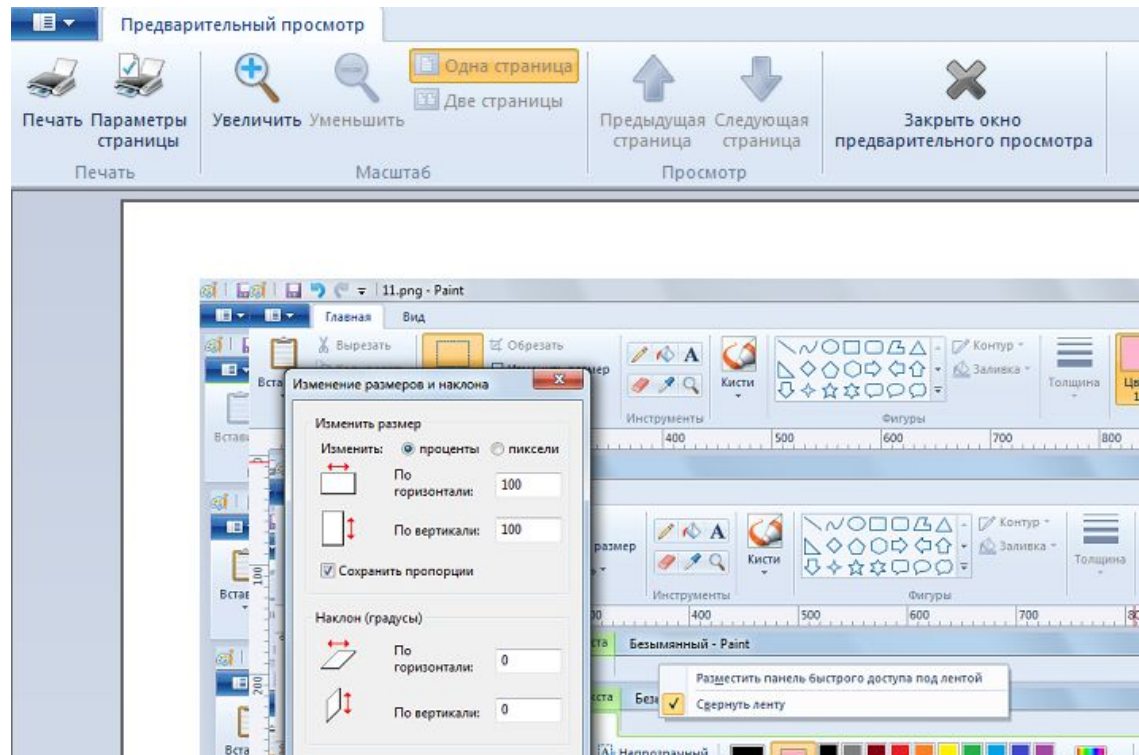 Предварительный просмотр
Печать Параметры страницы
Увеличить Уменьшить
Одна страница
Две страницы
Предыдущая страница
Следующая страница
Закрыть окно предварительного просмотра
Печать Масштаб Просмотр
11.png - Paint
Главная Вид
Вырезать Обрезать
Кисти Контур
Заливка
Толщина
Инструменты Фигуры
Изменение размеров и наклона
400 500 600 700 800
Изменить размер
Изменить: проценты пиксели
По горизонтали: 100
По вертикали: 100
Сохранить пропорции
размер Кисти Контур
Заливка
Толщина
Инструменты Фигуры
400 500 600 700
Наклон (градусы)
По горизонтали: 0
По вертикали: 0
Безымянный - Paint
Разместить панель быстрого доступа под лентой
Свернуть ленту
Непрозрачный
100
200